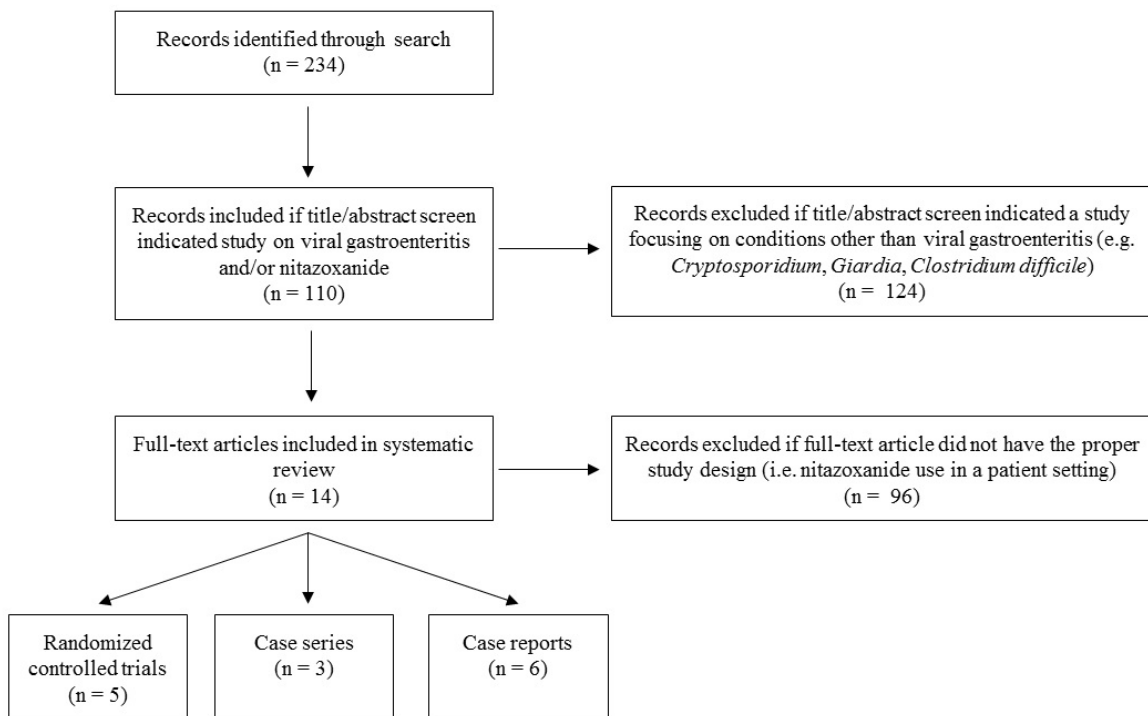 Records identified through search
(n = 234)
Records included if title/abstract screen
indicated study on viral gastroenteritis
and/or nitazoxanide
(n = 110)
Records excluded if title/abstract screen indicated a study
focusing on conditions other than viral gastroenteritis (e.g.
Cryptosporidium, Giardia, Clostridium difficile)
(n = 124)
Full-text articles included in systematic
review
(n = 14)
Records excluded if full-text article did not have the proper
study design (i.e. nitazoxanide use in a patient setting)
(n = 96)
Randomized
controlled trials
(n = 5)
Case series
(n = 3)
Case reports
(n = 6)